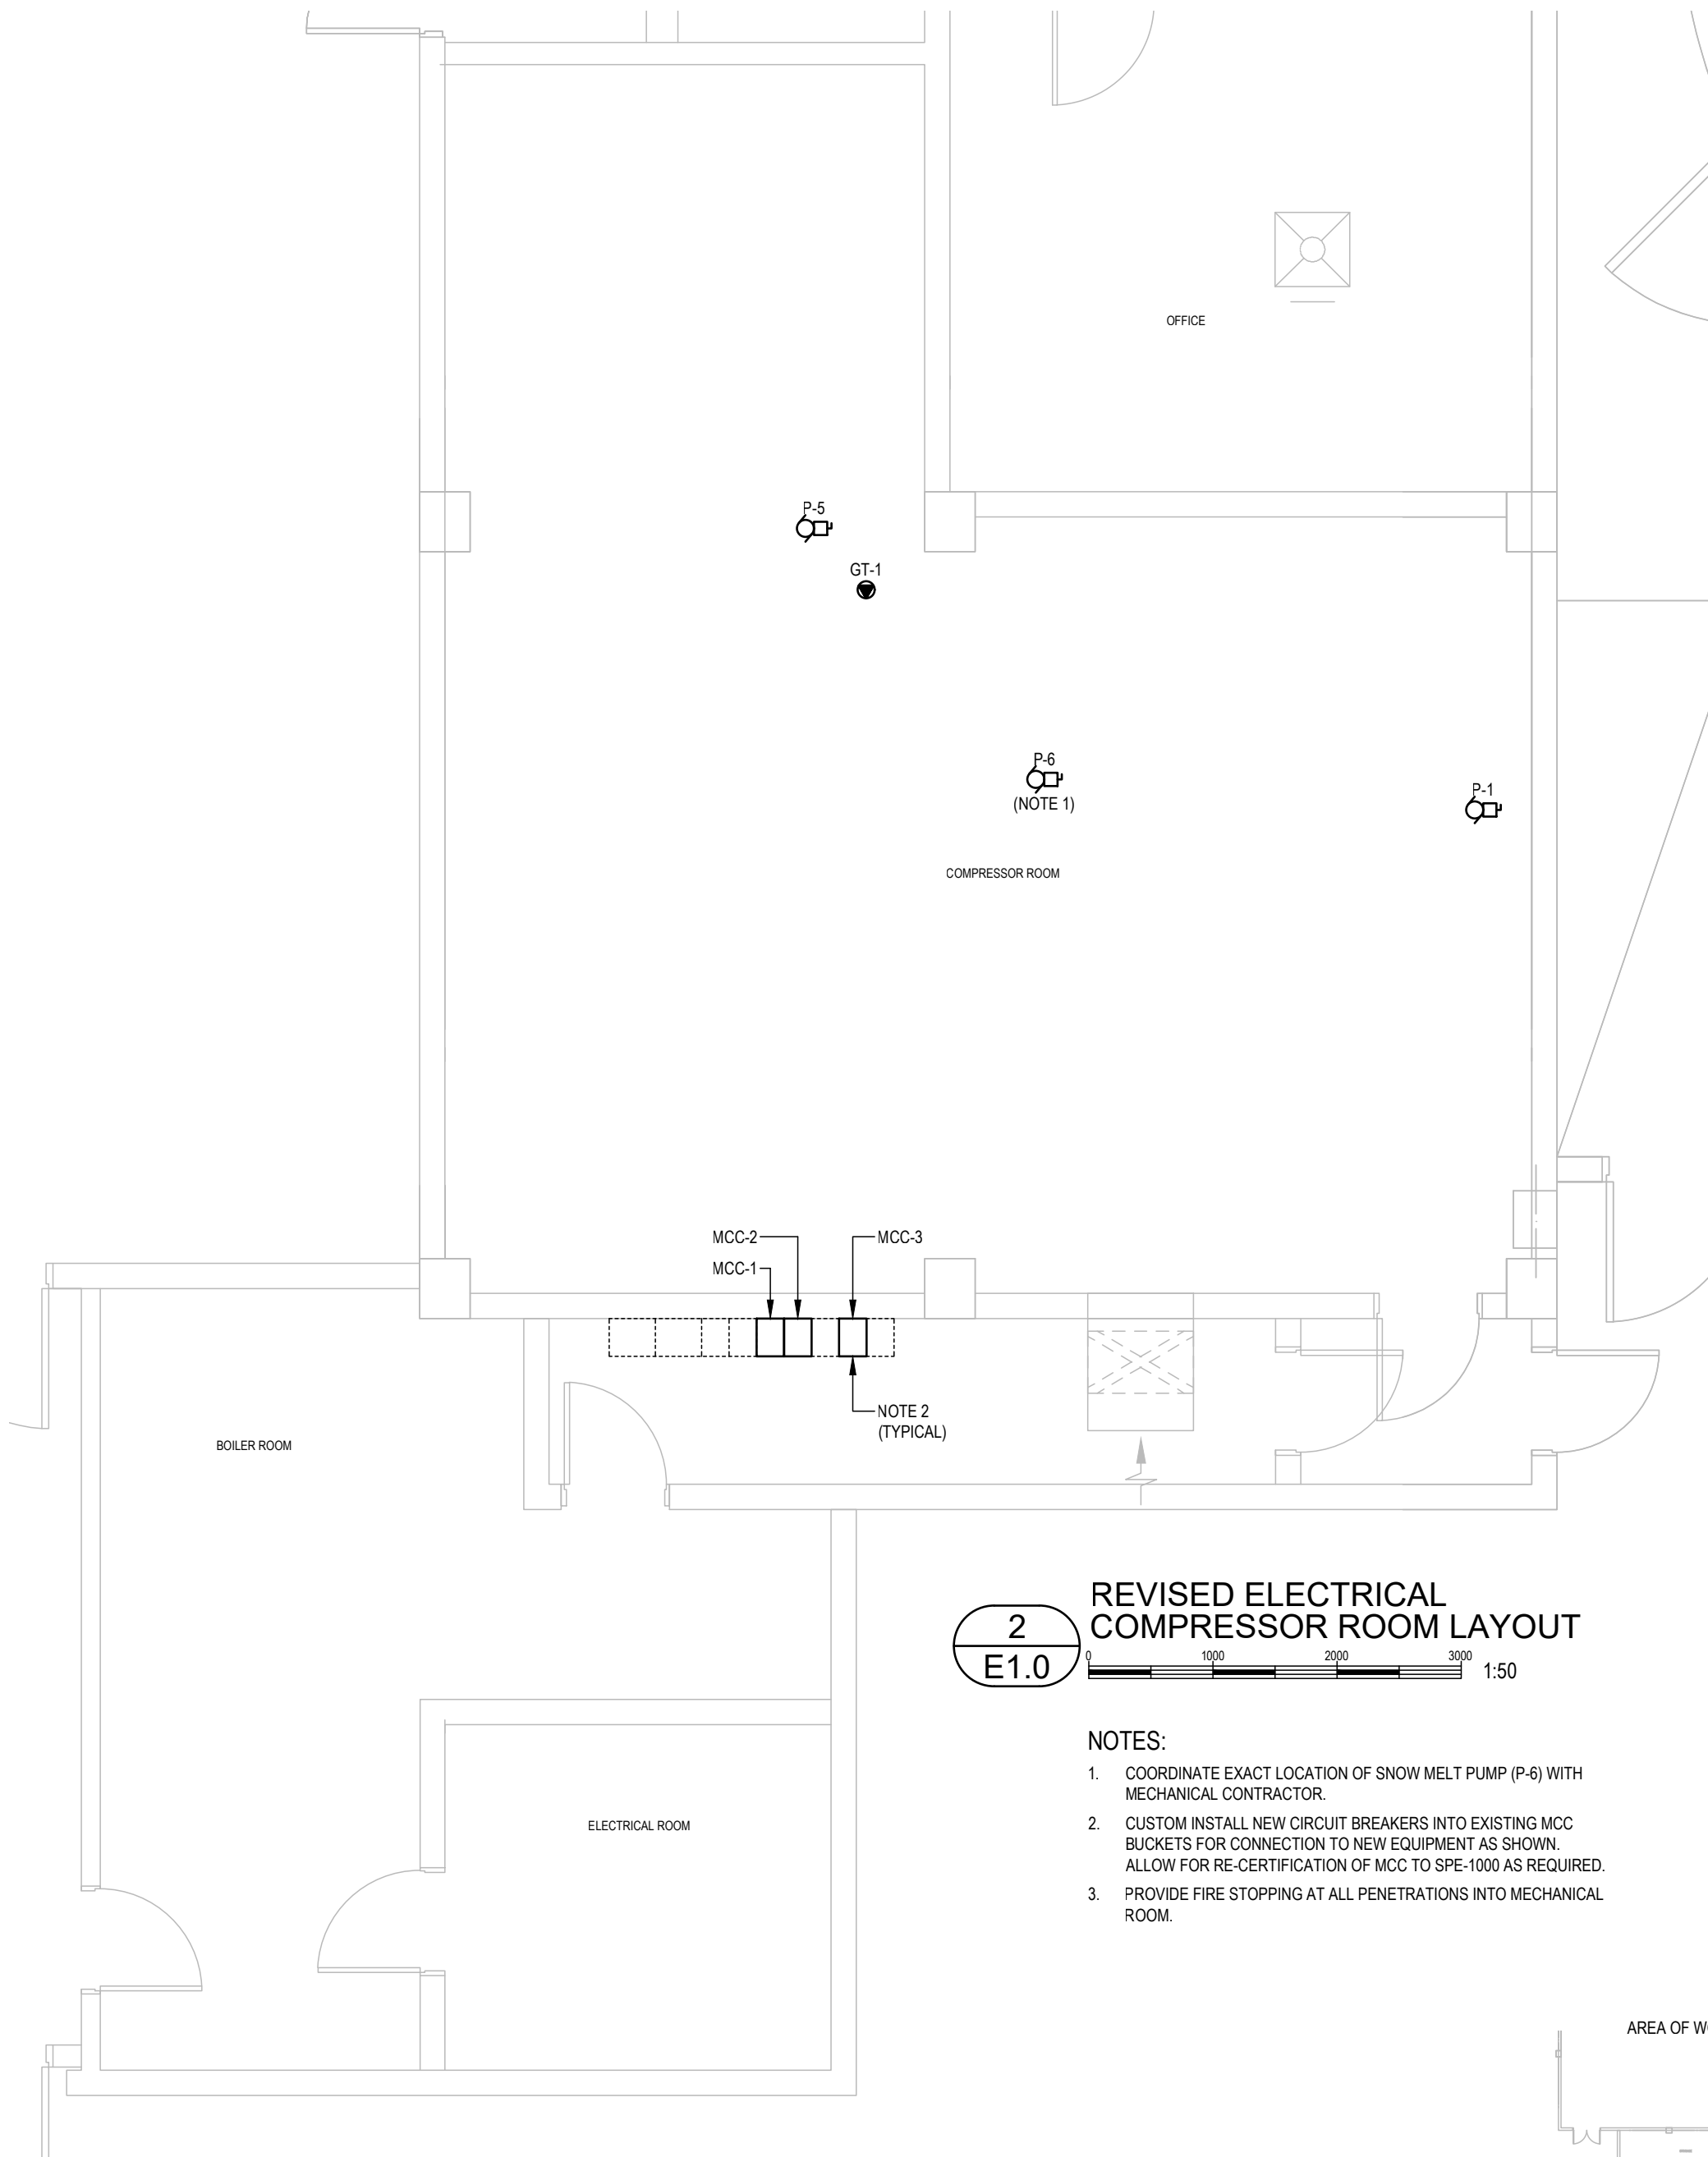 OFFICE
P-5
GT-1
P-6
(NOTE 1)
P-1
COMPRESSOR ROOM
MCC-2
MCC-3
MCC-1
NOTE 2
(TYPICAL)
BOILER ROOM
REVISED ELECTRICAL
COMPRESSOR ROOM LAYOUT
2
E1.0
0 1000 2000 3000
1:50
NOTES:
1. COORDINATE EXACT LOCATION OF SNOW MELT PUMP (P-6) WITH
MECHANICAL CONTRACTOR.
2. CUSTOM INSTALL NEW CIRCUIT BREAKERS INTO EXISTING MCC
BUCKETS FOR CONNECTION TO NEW EQUIPMENT AS SHOWN.
ALLOW FOR RE-CERTIFICATION OF MCC TO SPE-1000 AS REQUIRED.
3. PROVIDE FIRE STOPPING AT ALL PENETRATIONS INTO MECHANICAL
ROOM.
ELECTRICAL ROOM
AREA OF